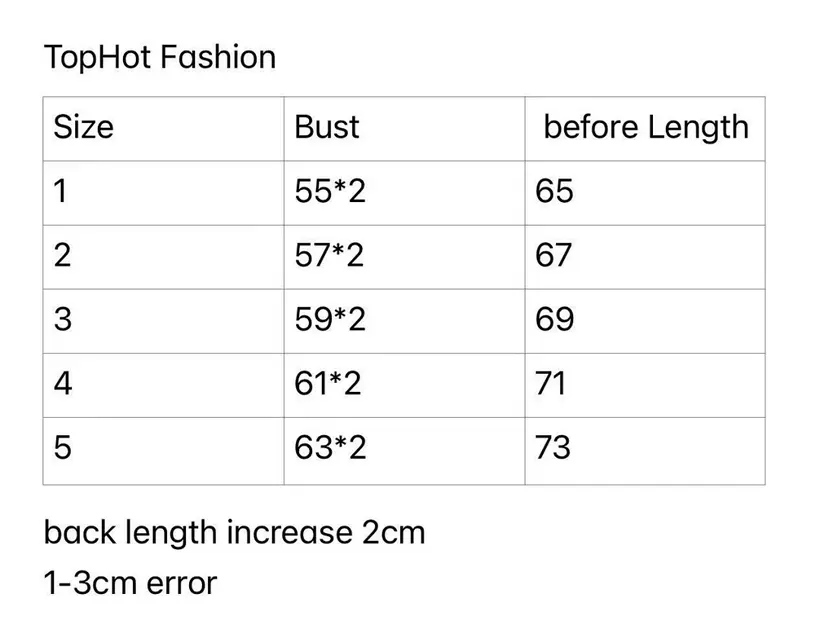 TopHot Fashion
Size Bust before Length
1 55*2 65
2 57*2 67
3 59*2 69
4 61*2 71
5 63*2 73
back length increase 2cm
1-3cm error